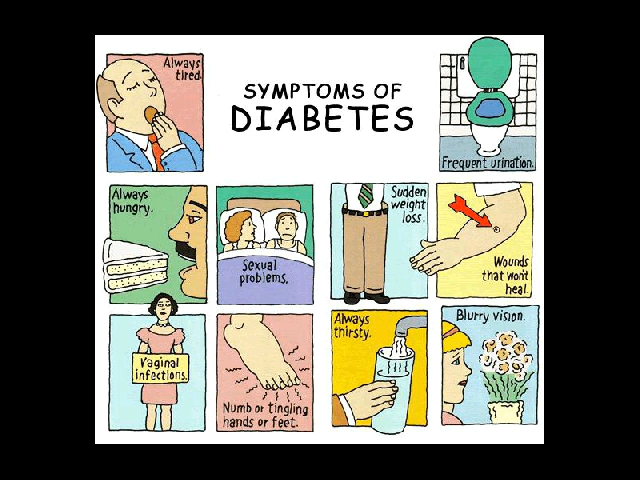 Always
tired.
SYMPTOMS OF
DIABETES
Frequent urination.
Always
hungry.
Sexual
problems.
Sudden
weight
loss.
Wounds
that won't
heal.
Vaginal
infections.
Numb or tingling
hands or feet.
Always
thirsty.
Blurry vision.